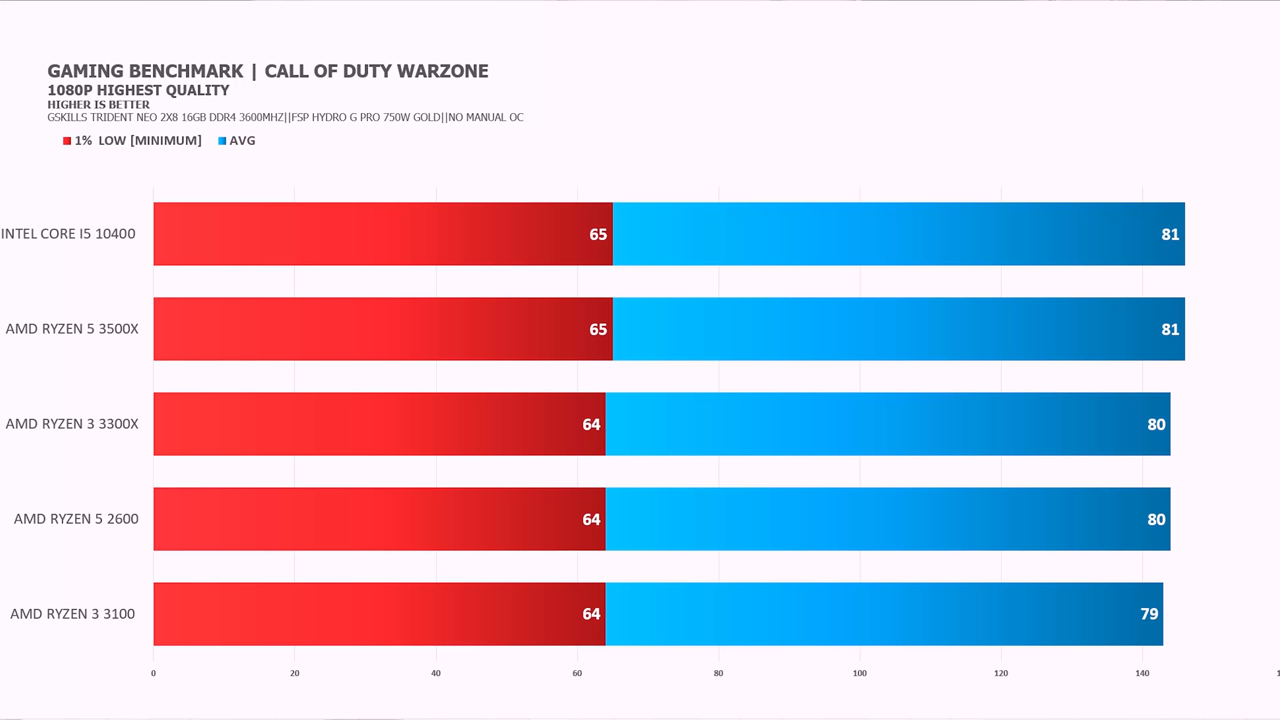 GAMING BENCHMARK | CALL OF DUTY WARZONE
1080P HIGHEST QUALITY
HIGHER IS BETTER
GSKILLS TRIDENT NEO 2X8 16GB DDR4 3600MHZ||FSP HYDRO G PRO 750W GOLD||NO MANUAL OC
1% LOW [MINIMUM] AVG
INTEL CORE I5 10400 65 81
AMD RYZEN 5 3500X 65 81
AMD RYZEN 3 3300X 64 80
AMD RYZEN 5 2600 64 80
AMD RYZEN 3 3100 64 79
0 20 40 60 80 100 120 140